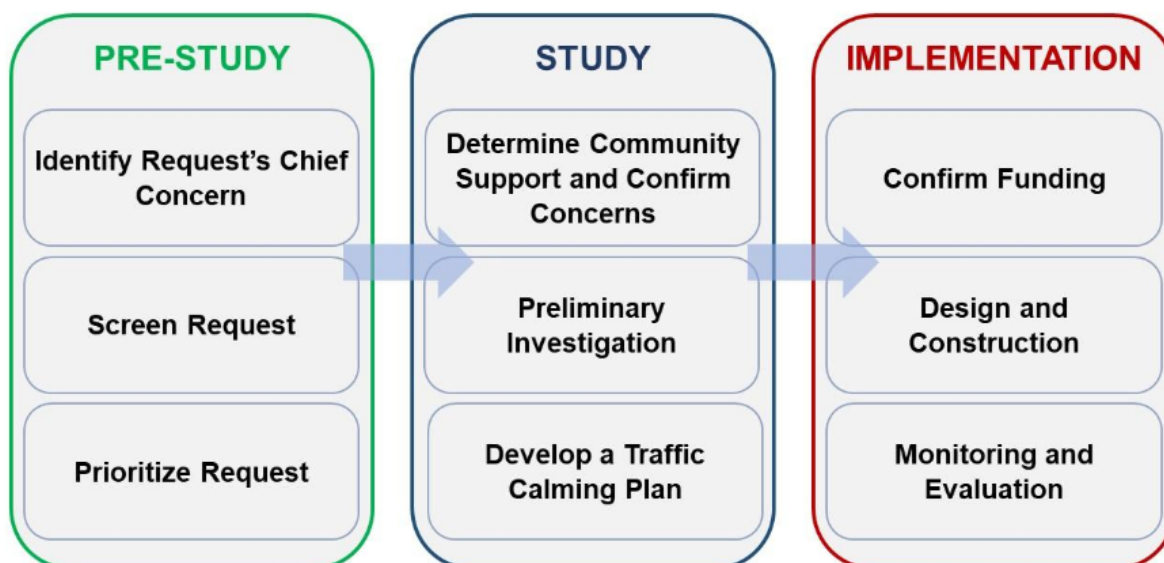 PRE-STUDY
Identify Request's Chief
Concern
Screen Request
Prioritize Request
STUDY
Determine Community
Support and Confirm
Concerns
Preliminary
Investigation
Develop a Traffic
Calming Plan
IMPLEMENTATION
Confirm Funding
Design and
Construction
Monitoring and
Evaluation